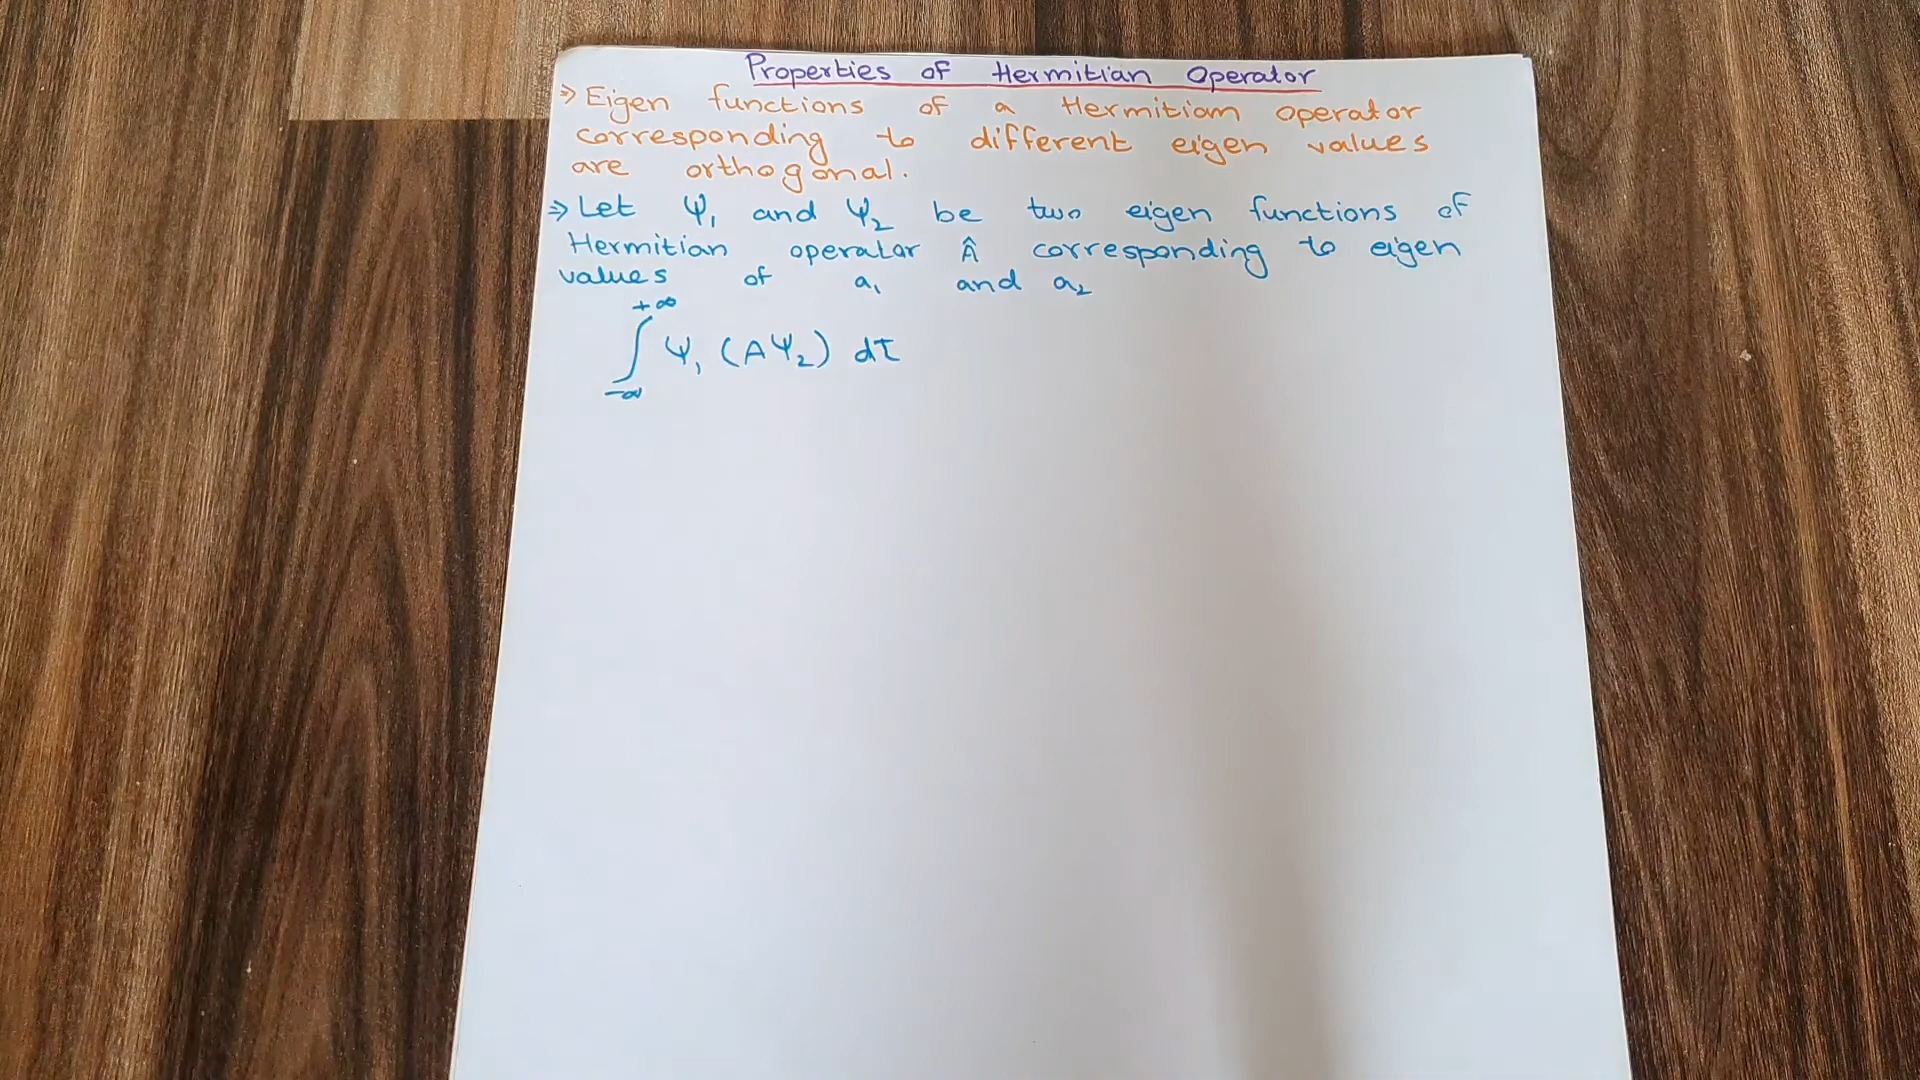 Properties of Hermitian Operator
⇒ Eigen functions of a Hermitian operator
corresponding to different eigen values
are orthogonal.
⇒ Let Ψ₁ and Ψ₂ be two eigen functions of
Hermitian operator Â corresponding to eigen
values of a₁ and a₂
+∞
∫ Ψ₁ (AΨ₂) dτ
-∞